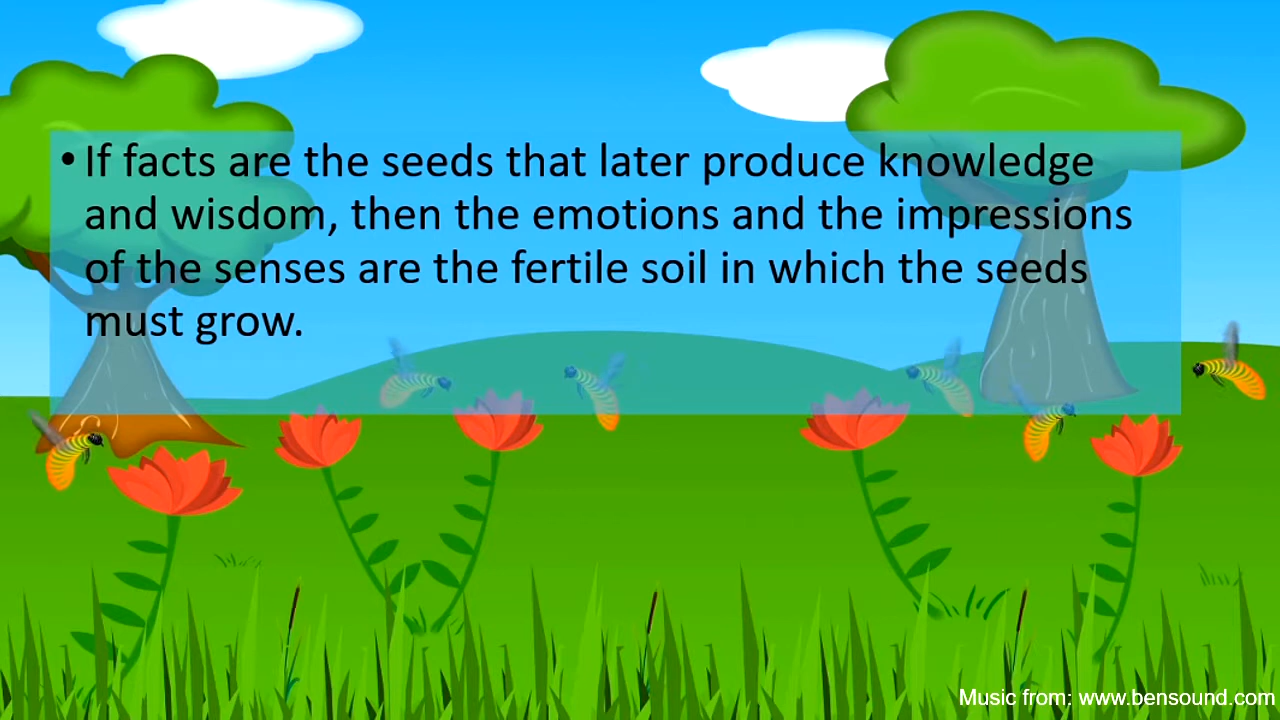 • If facts are the seeds that later produce knowledge
and wisdom, then the emotions and the impressions
of the senses are the fertile soil in which the seeds
must grow.
Music from: www.bensound.com